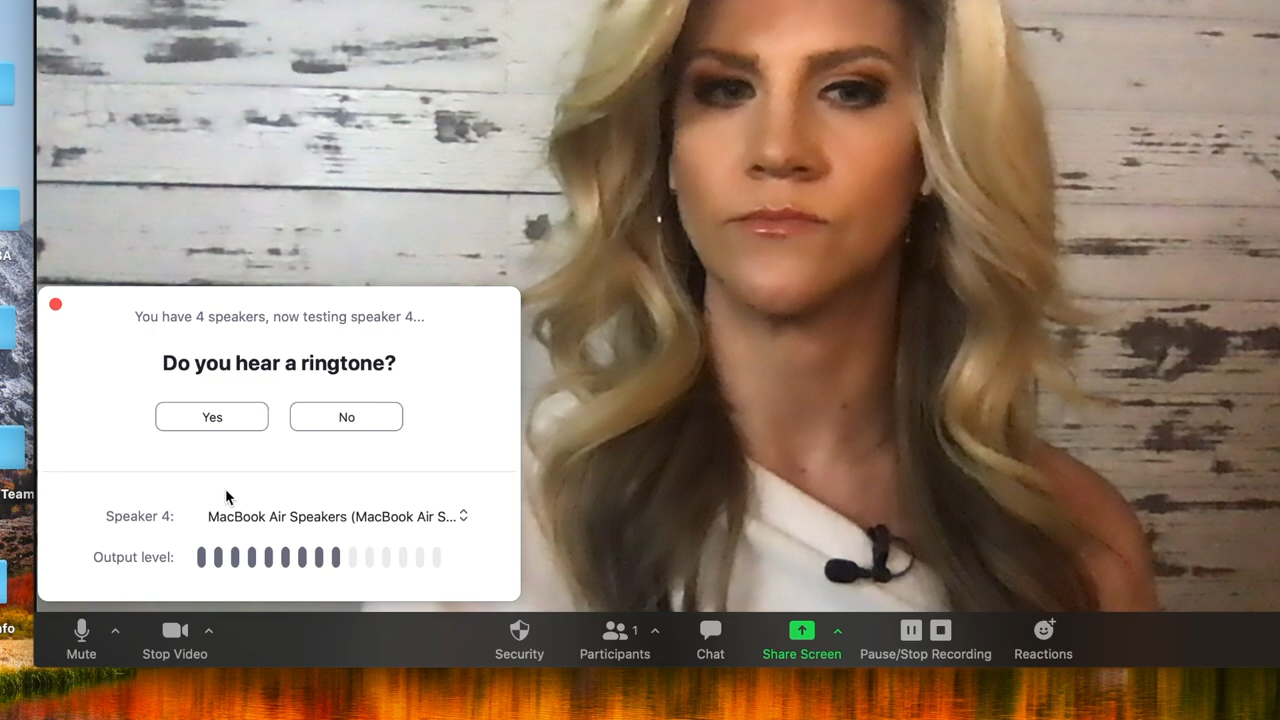 You have 4 speakers, now testing speaker 4...
Do you hear a ringtone?
Yes No
Team
Speaker 4: MacBook Air Speakers (MacBook Air S...
Output level:
1
Mute Stop Video Security Participants Chat Share Screen Pause/Stop Recording Reactions